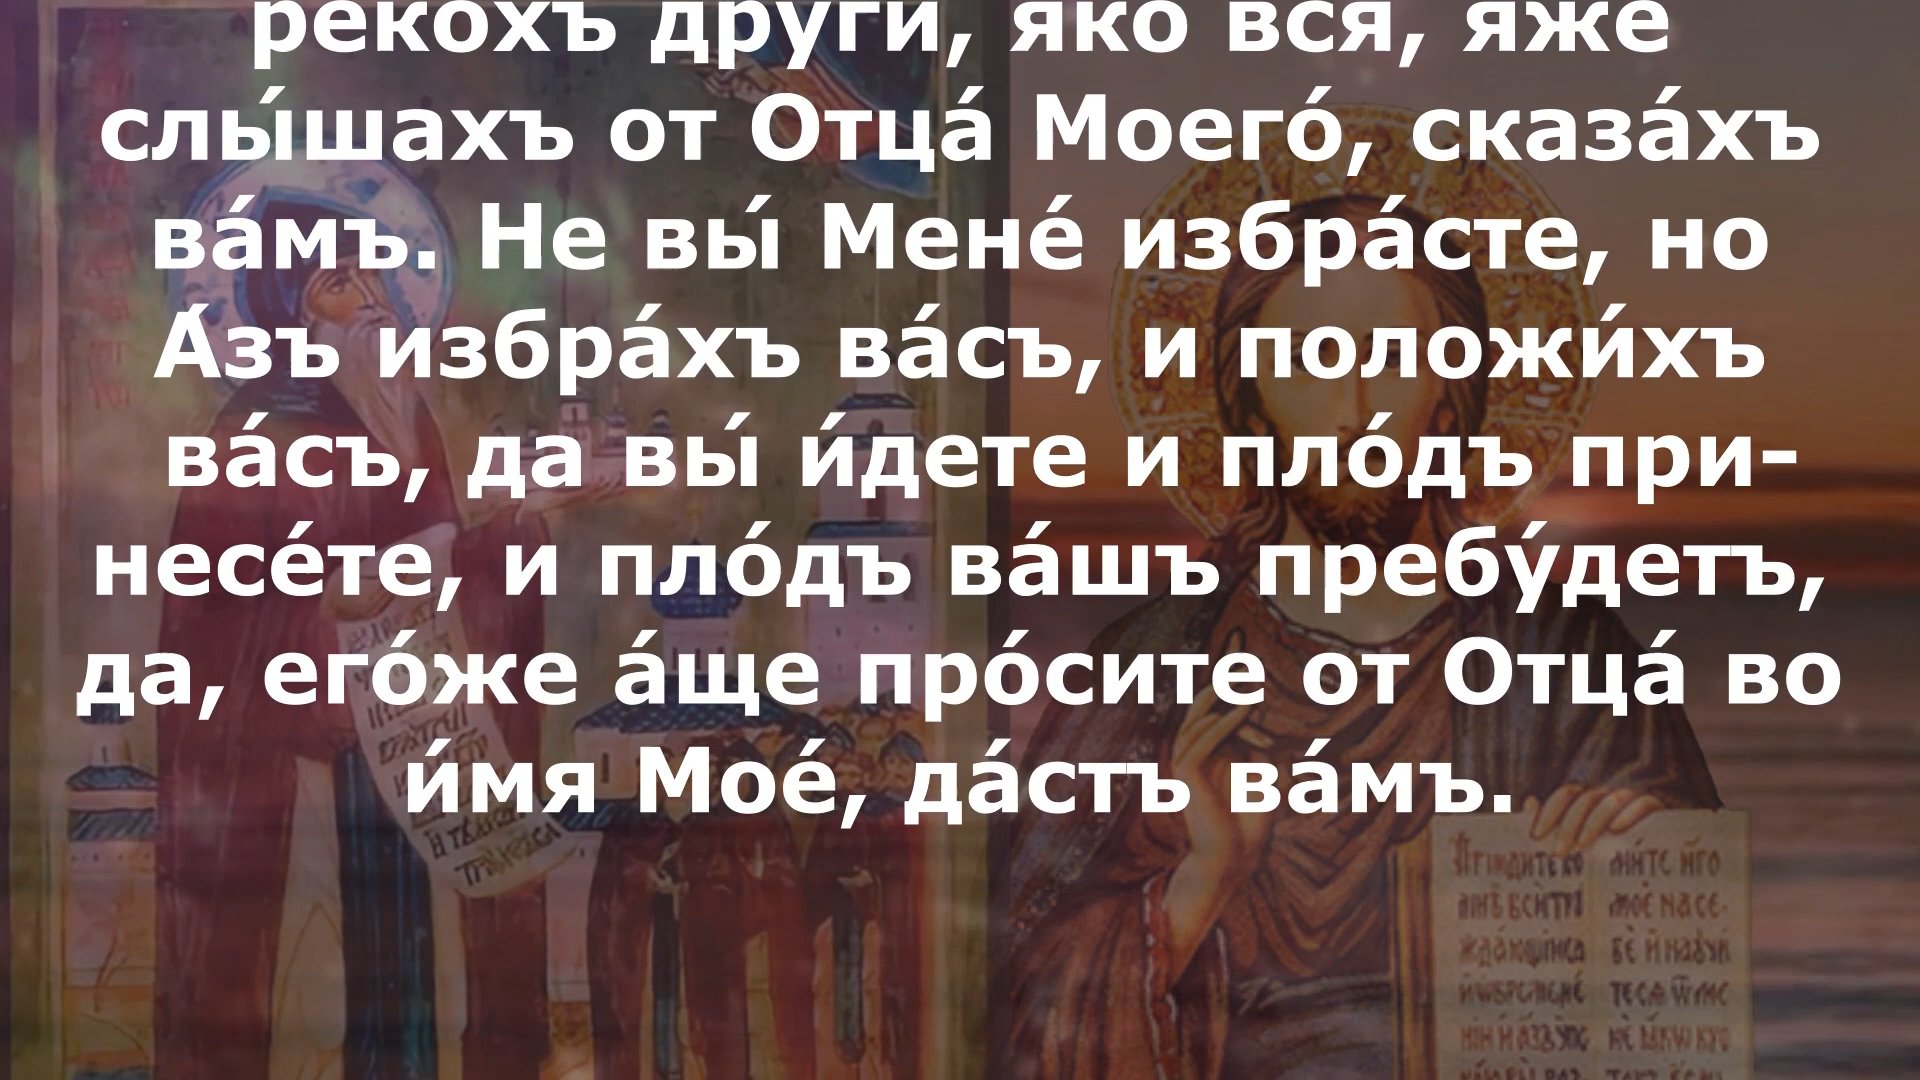 рекохъ други, яко вся, яже
слы́шахъ от Отца́ Моего́, сказа́хъ
ва́мъ. Не вы́ Мене́ избра́сте, но
А́зъ избра́хъ ва́съ, и положи́хъ
ва́съ, да вы́ и́дете и пло́дъ при-
несе́те, и пло́дъ ва́шъ пребу́детъ,
да, его́же а́ще про́сите от Отца́ во
и́мя Мое́, да́стъ ва́мъ.